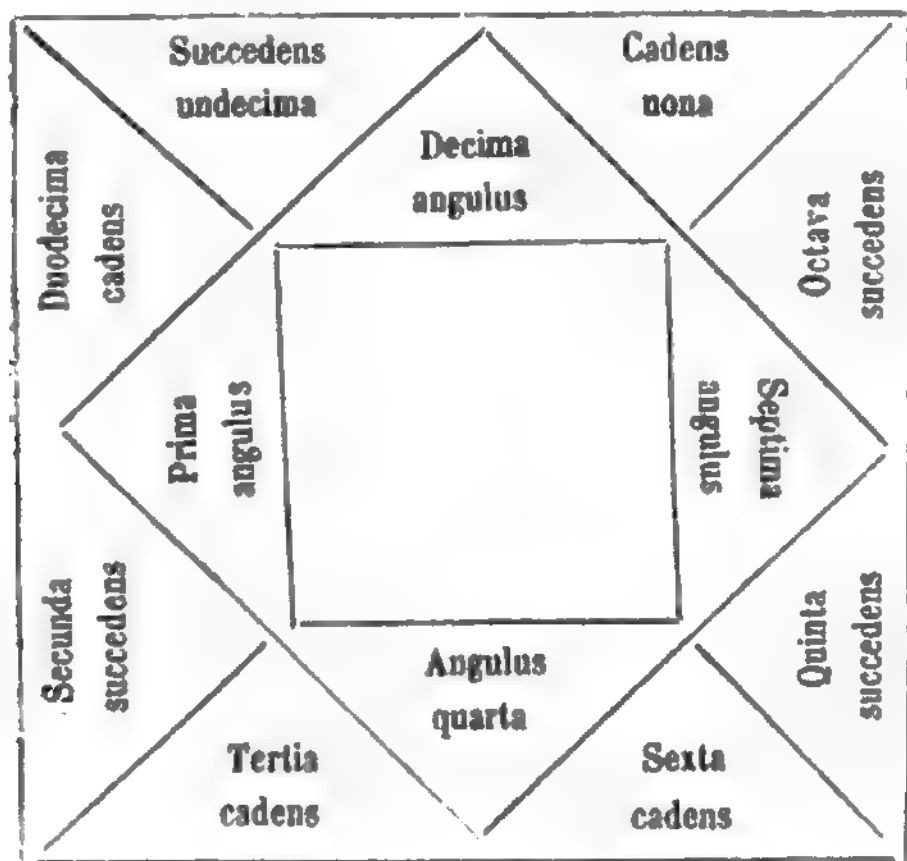 Succedens
undecima
Cadens
nona
Decima
angulus
Duodecima
cadens
Octava
succedens
Prima
angulus
Septima
angulus
Secunda
succedens
Quinta
succedens
Angulus
quarta
Tertia
cadens
Sexta
cadens